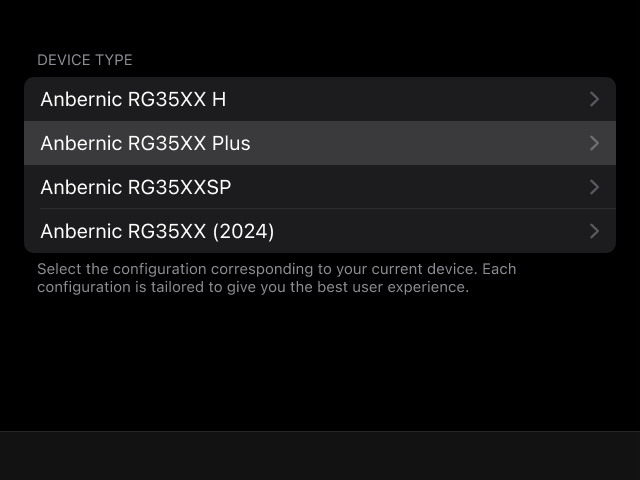 DEVICE TYPE
Anbernic RG35XX H
Anbernic RG35XX Plus
Anbernic RG35XXSP
Anbernic RG35XX (2024)
Select the configuration corresponding to your current device. Each
configuration is tailored to give you the best user experience.